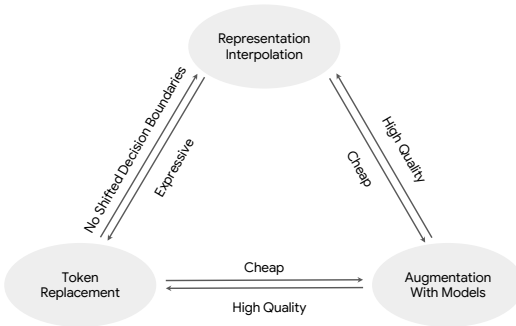 Representation
Interpolation
No Shifted Decision Boundaries
Expressive
High Quality
Cheap
Token
Replacement
Cheap
High Quality
Augmentation
With Models